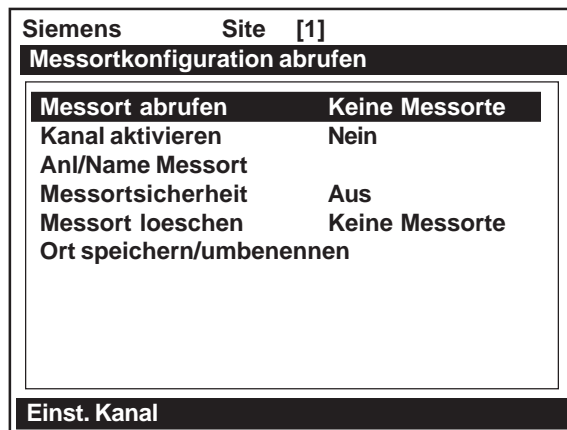 Siemens Site [1]
Messortkonfiguration abrufen
Messort abrufen Keine Messorte
Kanal aktivieren Nein
Anl/Name Messort
Messortsicherheit Aus
Messort loeschen Keine Messorte
Ort speichern/umbenennen
Einst. Kanal